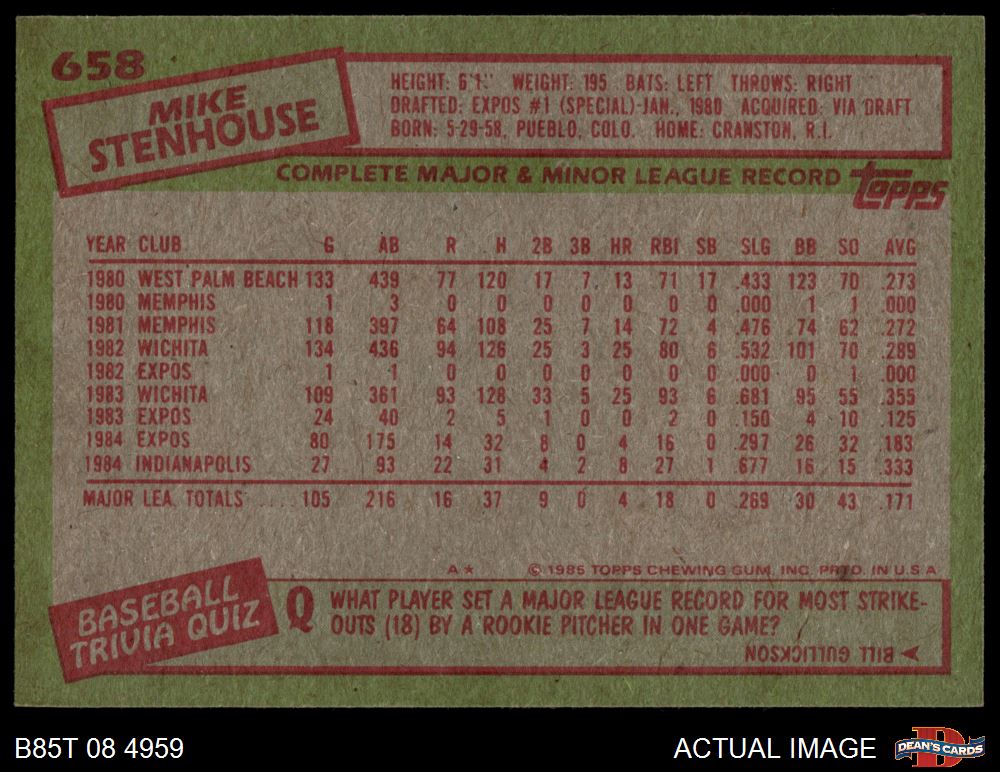 658
MIKE
STENHOUSE
HEIGHT: 6'1" WEIGHT: 195 BATS: LEFT THROWS: RIGHT
DRAFTED: EXPOS #1 (SPECIAL)-JAN., 1980 ACQUIRED: VIA DRAFT
BORN: 5-29-58, PUEBLO, COLO. HOME: CRANSTON, R.I.
COMPLETE MAJOR & MINOR LEAGUE RECORD topps
YEAR CLUB G AB R H 2B 3B HR RBI SB SLG BB SO AVG
1980 WEST PALM BEACH 133 439 77 120 17 7 13 71 17 .433 123 70 .273
1980 MEMPHIS 1 3 0 0 0 0 0 0 0 .000 1 1 .000
1981 MEMPHIS 118 397 64 108 25 7 14 72 4 .476 74 62 .272
1982 WICHITA 134 436 94 126 25 3 25 80 6 .532 101 70 .289
1982 EXPOS 1 1 0 0 0 0 0 0 0 .000 0 1 .000
1983 WICHITA 109 361 93 128 33 5 25 93 6 .681 95 55 .355
1983 EXPOS 24 40 2 5 1 0 0 2 0 .150 4 10 .125
1984 EXPOS 80 175 14 32 8 0 4 16 0 .297 26 32 .183
1984 INDIANAPOLIS 27 93 22 31 4 2 8 27 1 .677 16 15 .333
MAJOR LEA. TOTALS .... 105 216 16 37 9 0 4 18 0 .269 30 43 .171
A* © 1985 TOPPS CHEWING GUM, INC. PRTD. IN U.S.A
BASEBALL
TRIVIA QUIZ
Q WHAT PLAYER SET A MAJOR LEAGUE RECORD FOR MOST STRIKE-
OUTS (18) BY A ROOKIE PITCHER IN ONE GAME?
BILL GULLICKSON
B85T 08 4959
ACTUAL IMAGE
D
DEAN'S CARDS